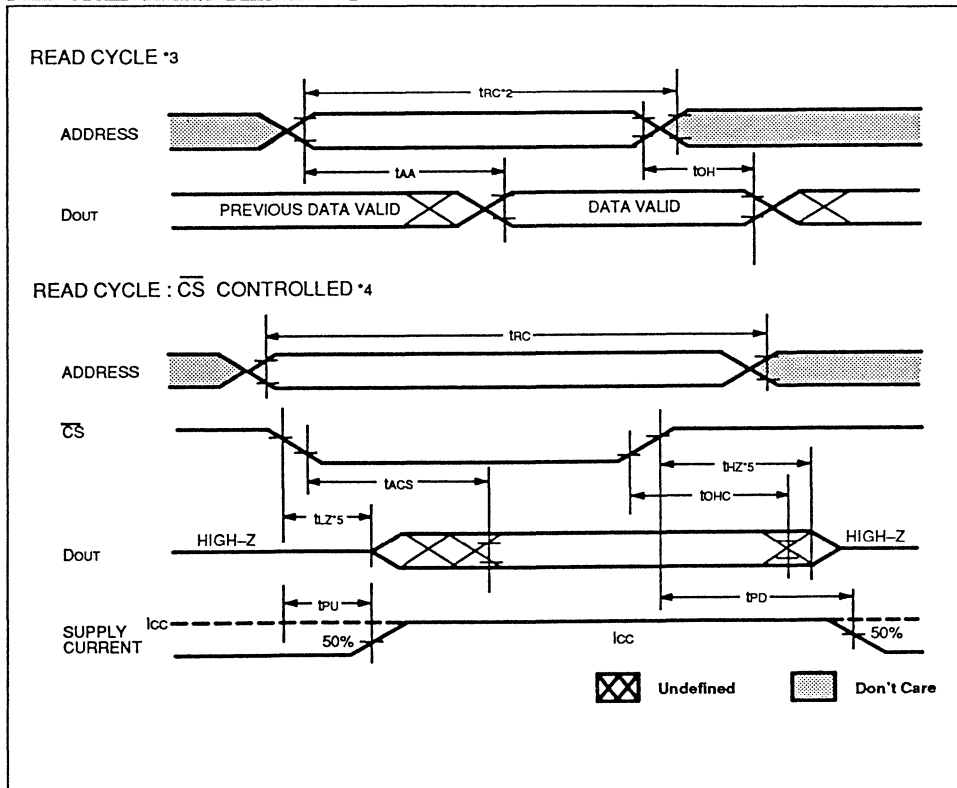 READ CYCLE *3
tRC*2
ADDRESS
tAA
tOH
DOUT
PREVIOUS DATA VALID
DATA VALID
READ CYCLE : CS CONTROLLED *4
tRC
ADDRESS
CS
tHZ*5
tACS
tOHC
tLZ*5
HIGH–Z
HIGH–Z
DOUT
tPU
tPD
ICC
SUPPLY
CURRENT
50%
ICC
50%
Undefined
Don't Care